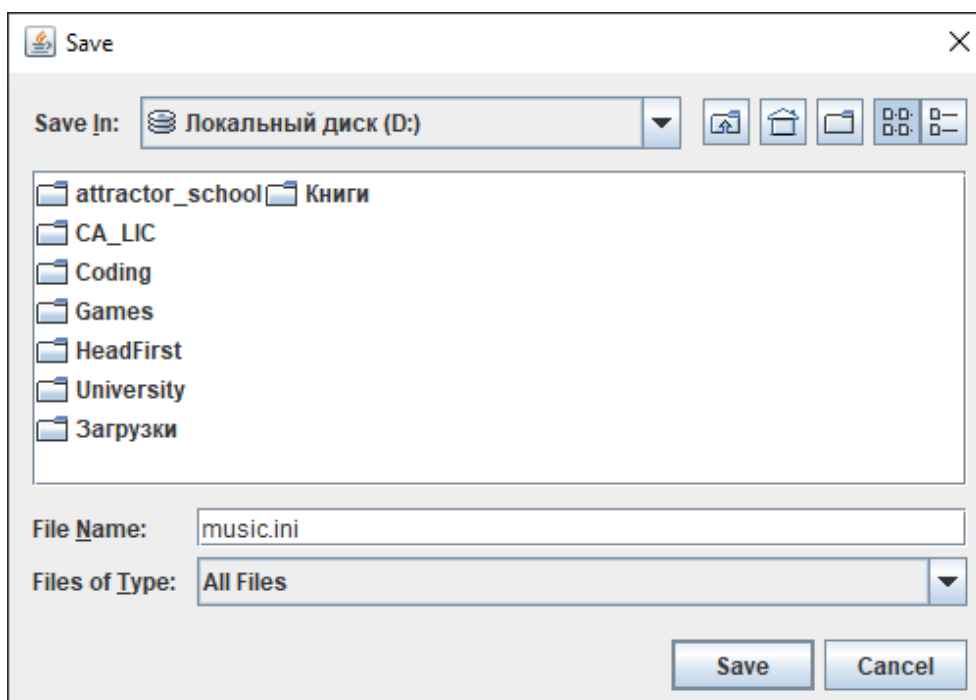 Save
Save In: Локальный диск (D:)
attractor_school Книги
CA_LIC
Coding
Games
HeadFirst
University
Загрузки
File Name: music.ini
Files of Type: All Files
Save Cancel